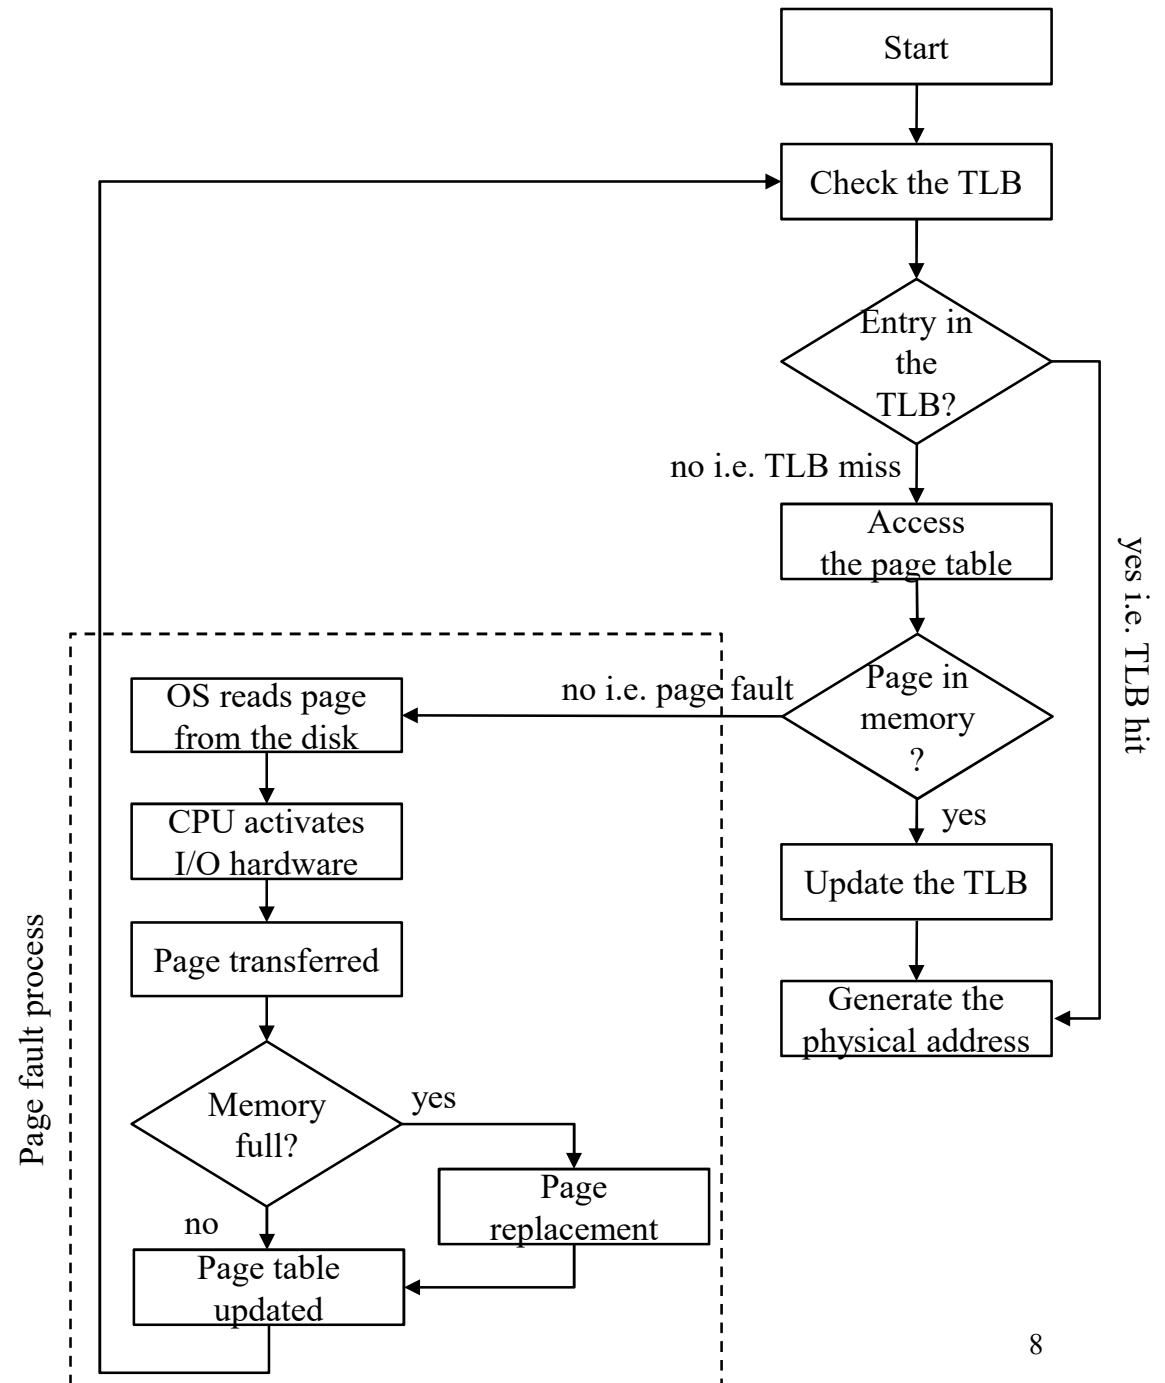 Start
Check the TLB
Entry in
the
TLB?
no i.e. TLB miss
yes i.e. TLB hit
Access
the page table
Page in
memory
?
no i.e. page fault
yes
Update the TLB
Generate the
physical address
Page fault process
OS reads page
from the disk
CPU activates
I/O hardware
Page transferred
Memory
full?
yes
Page
replacement
no
Page table
updated
8